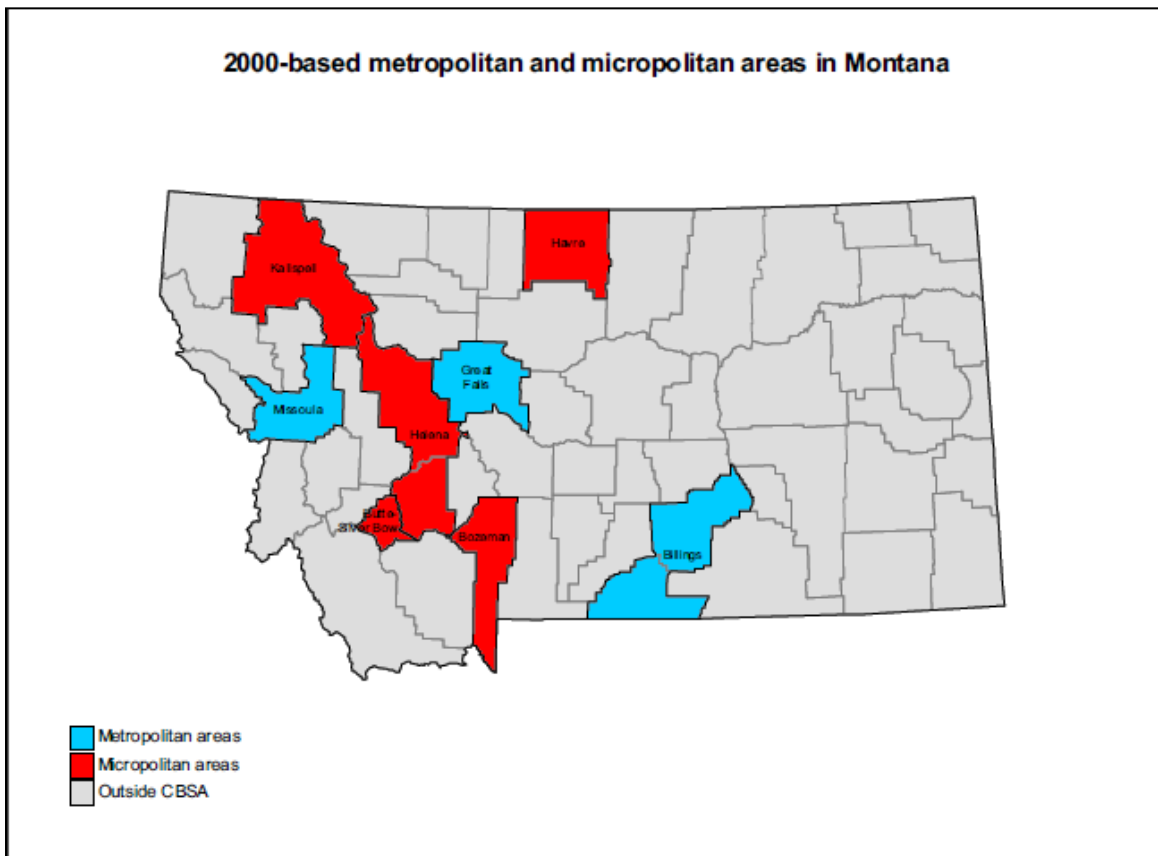 2000-based metropolitan and micropolitan areas in Montana
Havre
Kalispell
Great
Falls
Missoula
Helena
Butte
Silver Bow
Bozeman
Billings
Metropolitan areas
Micropolitan areas
Outside CBSA